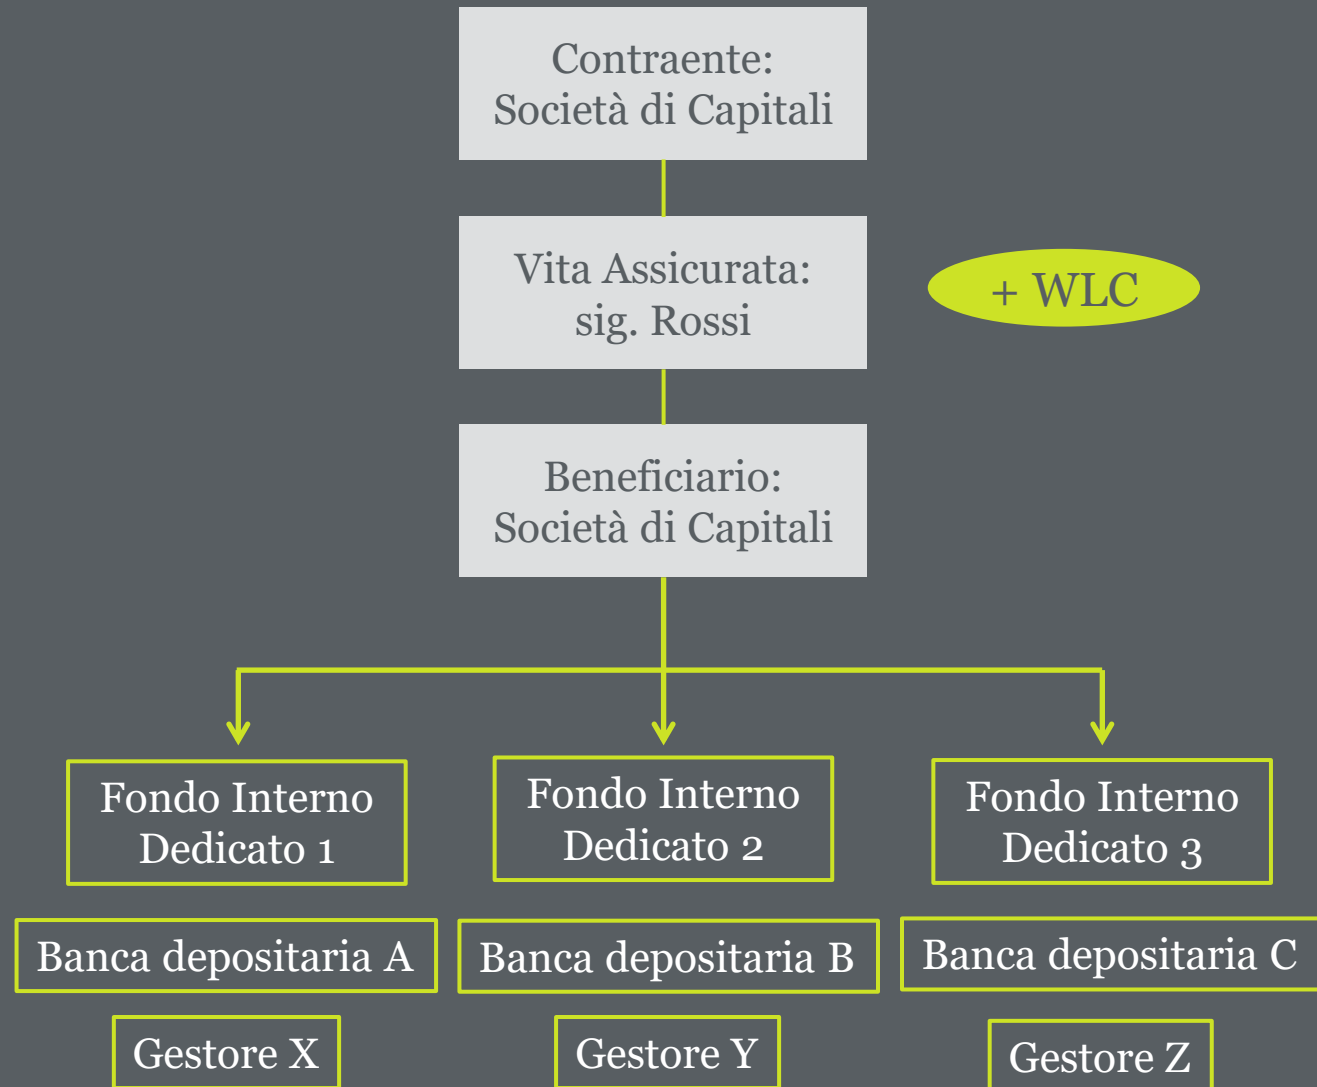 Contraente:
Società di Capitali
Vita Assicurata:
sig. Rossi
+ WLC
Beneficiario:
Società di Capitali
Fondo Interno
Dedicato 1
Fondo Interno
Dedicato 2
Fondo Interno
Dedicato 3
Banca depositaria A
Banca depositaria B
Banca depositaria C
Gestore X
Gestore Y
Gestore Z